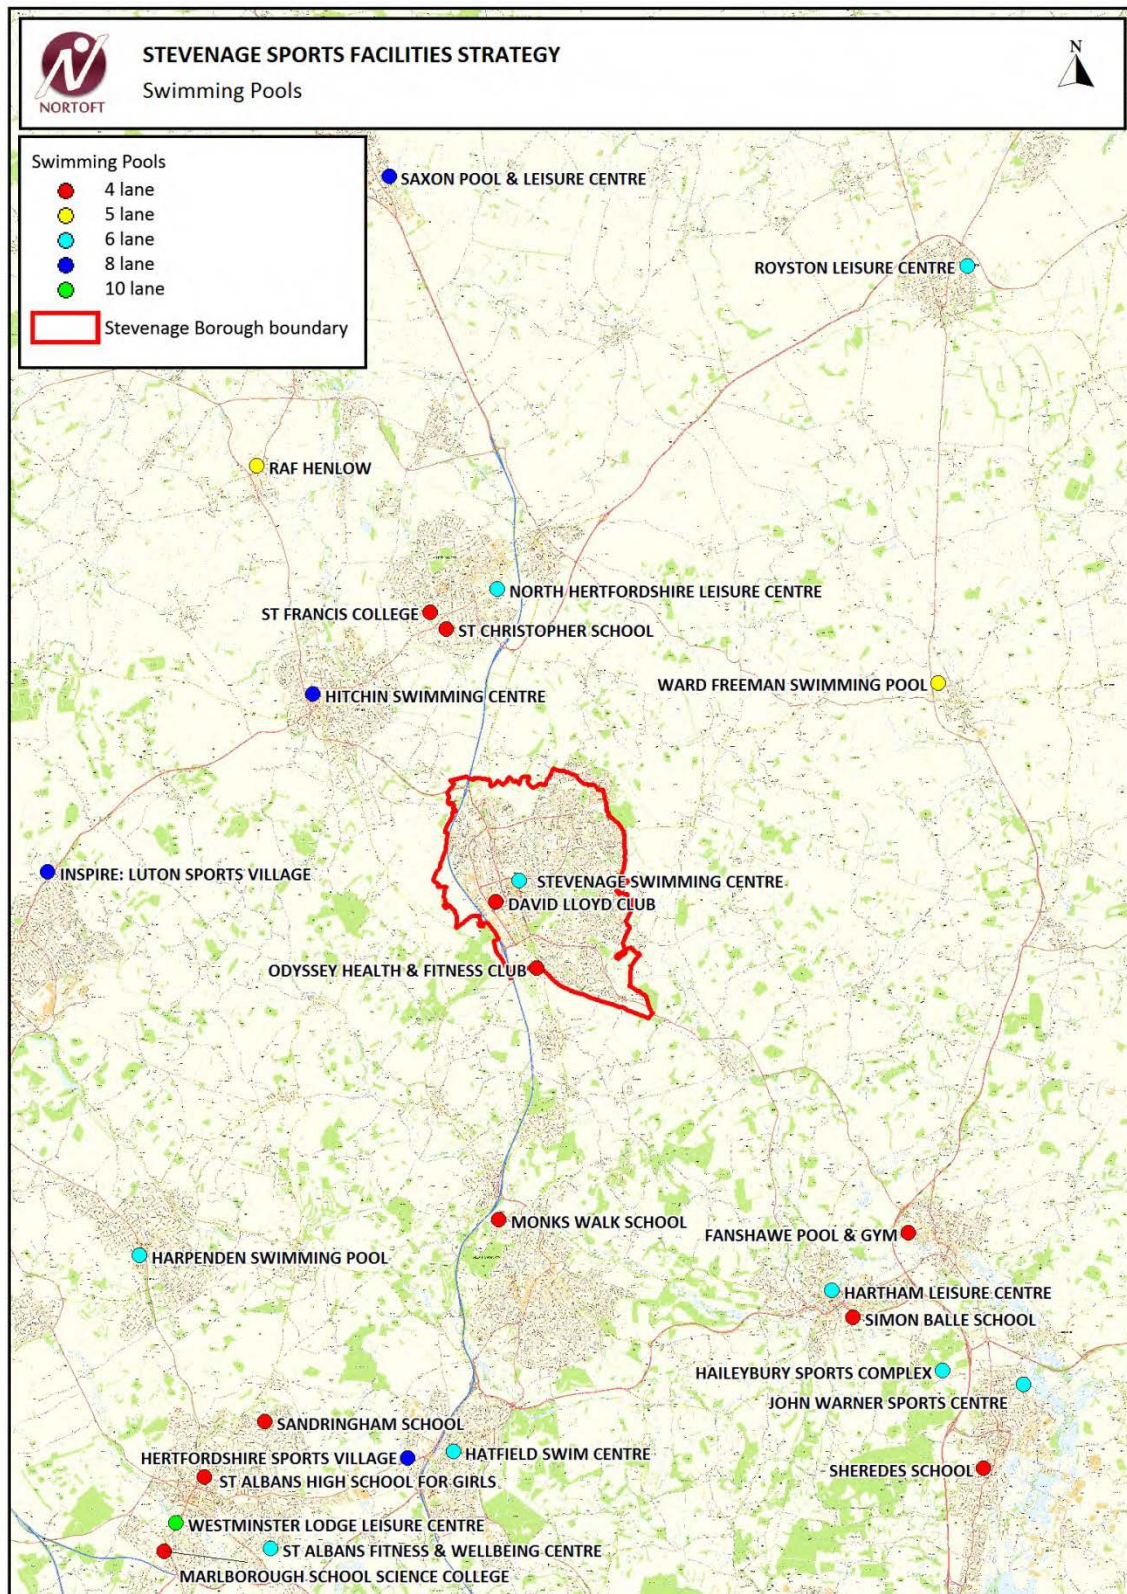 STEVENAGE SPORTS FACILITIES STRATEGY
Swimming Pools
N
NORTOFT
Swimming Pools
4 lane
5 lane
6 lane
8 lane
10 lane
Stevenage Borough boundary
SAXON POOL & LEISURE CENTRE
ROYSTON LEISURE CENTRE
RAF HENLOW
NORTH HERTFORDSHIRE LEISURE CENTRE
ST FRANCIS COLLEGE
ST CHRISTOPHER SCHOOL
WARD FREEMAN SWIMMING POOL
HITCHIN SWIMMING CENTRE
INSPIRE: LUTON SPORTS VILLAGE
STEVENAGE SWIMMING CENTRE
DAVID LLOYD CLUB
ODYSSEY HEALTH & FITNESS CLUB
MONKS WALK SCHOOL
FANSHAWE POOL & GYM
HARPENDEN SWIMMING POOL
HARTHAM LEISURE CENTRE
SIMON BALLE SCHOOL
HAILEYBURY SPORTS COMPLEX
JOHN WARNER SPORTS CENTRE
SANDRINGHAM SCHOOL
HERTFORDSHIRE SPORTS VILLAGE
HATFIELD SWIM CENTRE
SHEREDES SCHOOL
ST ALBANS HIGH SCHOOL FOR GIRLS
WESTMINSTER LODGE LEISURE CENTRE
ST ALBANS FITNESS & WELLBEING CENTRE
MARLBOROUGH SCHOOL SCIENCE COLLEGE